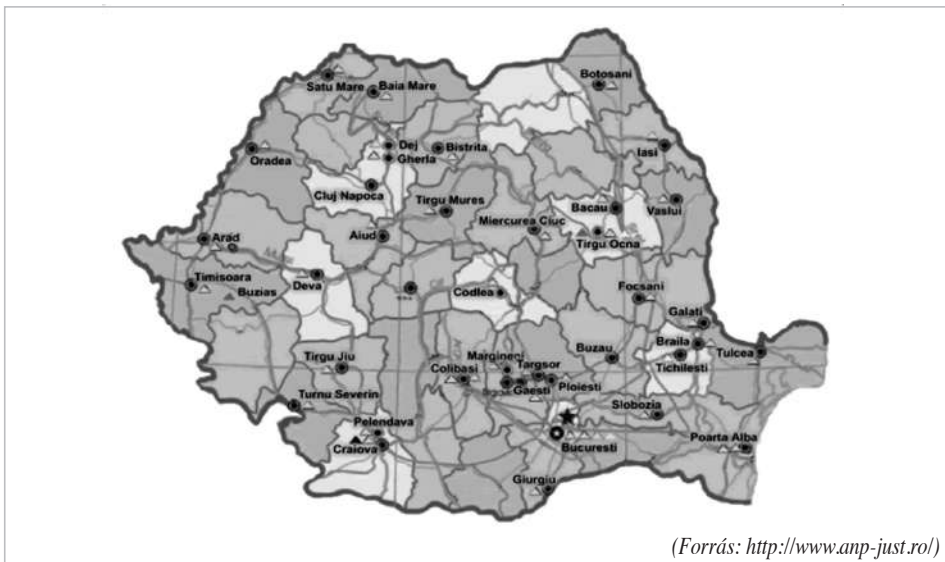 Botosani
Satu Mare
Baia Mare
Dej
Bistrita
Iasi
Oradea
Gherla
Cluj Napoca
Tirgu Mures
Bacau
Vaslui
Miercurea Ciuc
Aiud
Tirgu Ocna
Arad
Timisoara
Deva
Buzias
Codlea
Focsani
Galati
Braila
Tirgu Jiu
Margineni
Targsor
Buzau
Tulcea
Colibasi
Tichilesti
Gaesti
Ploiesti
Turnu Severin
Slobozia
Pelendava
Poarta Alba
Craiova
Bucuresti
Giurgiu
(Forrás: http://www.anp-just.ro/)